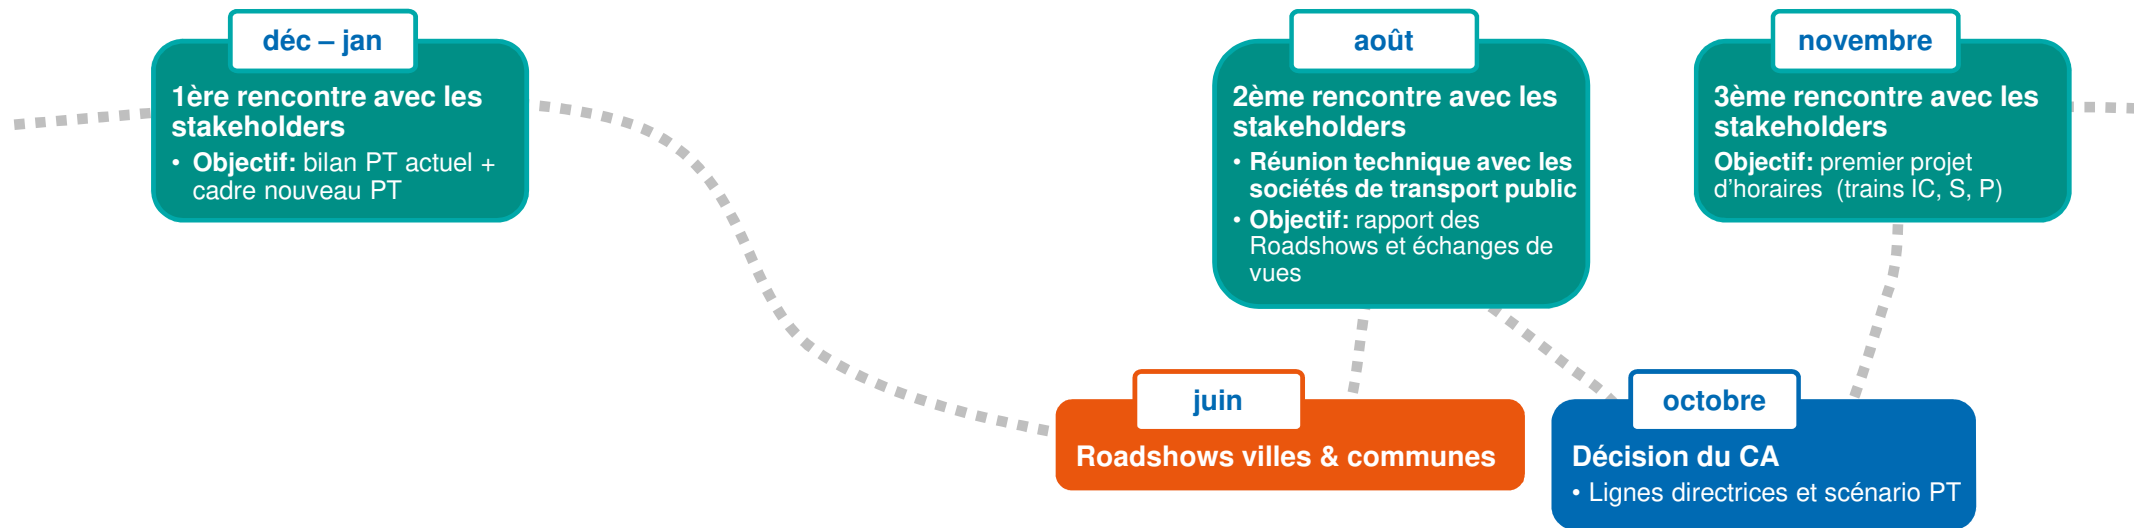 déc – jan
1ère rencontre avec les
stakeholders
• Objectif: bilan PT actuel +
cadre nouveau PT
juin
Roadshows villes & communes
août
2ème rencontre avec les
stakeholders
• Réunion technique avec les
sociétés de transport public
• Objectif: rapport des
Roadshows et échanges de
vues
octobre
Décision du CA
• Lignes directrices et scénario PT
novembre
3ème rencontre avec les
stakeholders
Objectif: premier projet
d’horaires (trains IC, S, P)